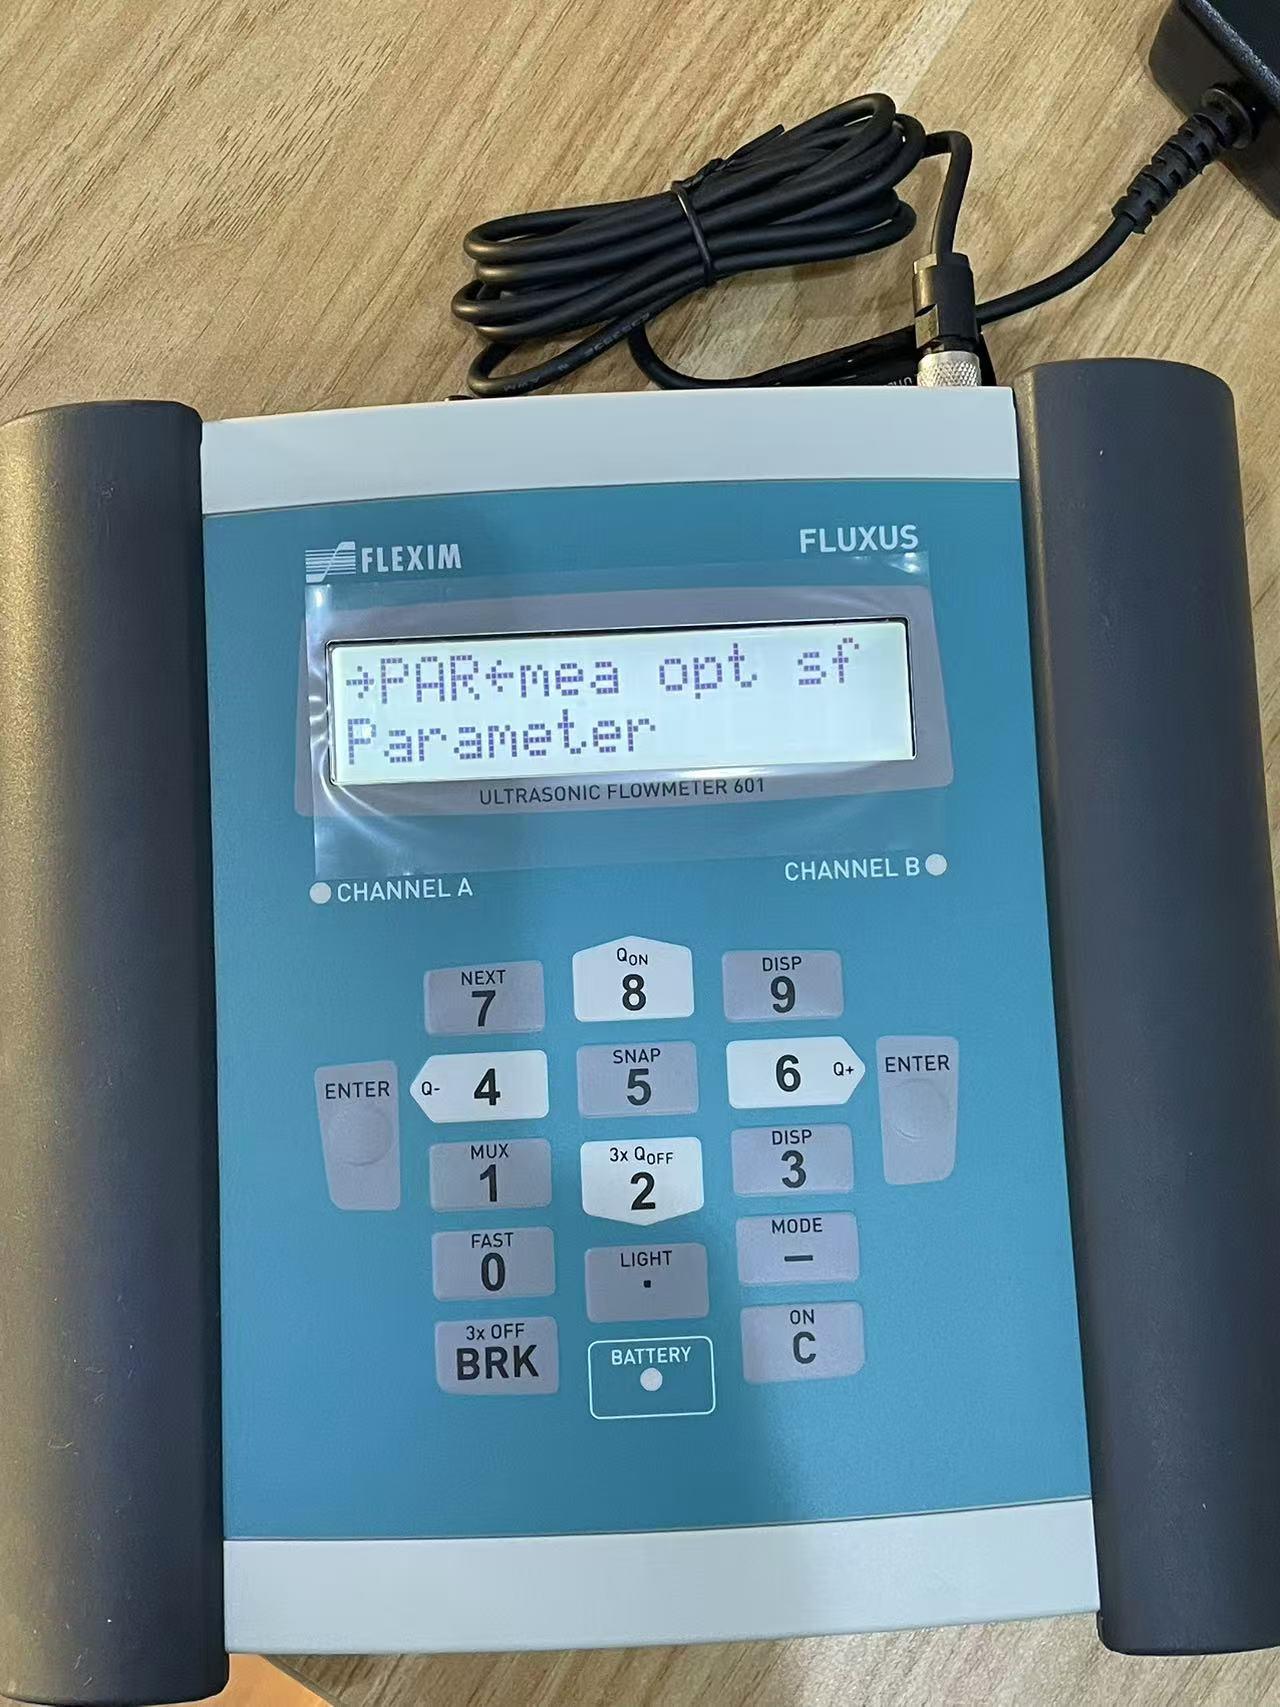 FLEXIM
FLUXUS
→PAR←mea opt sf
Parameter
ULTRASONIC FLOWMETER 601
CHANNEL A
CHANNEL B
NEXT
7
QON
8
DISP
9
ENTER
Q-
4
SNAP
5
6
Q+
ENTER
MUX
1
3x QOFF
2
DISP
3
FAST
0
LIGHT
.
MODE
–
3x OFF
BRK
BATTERY
ON
C